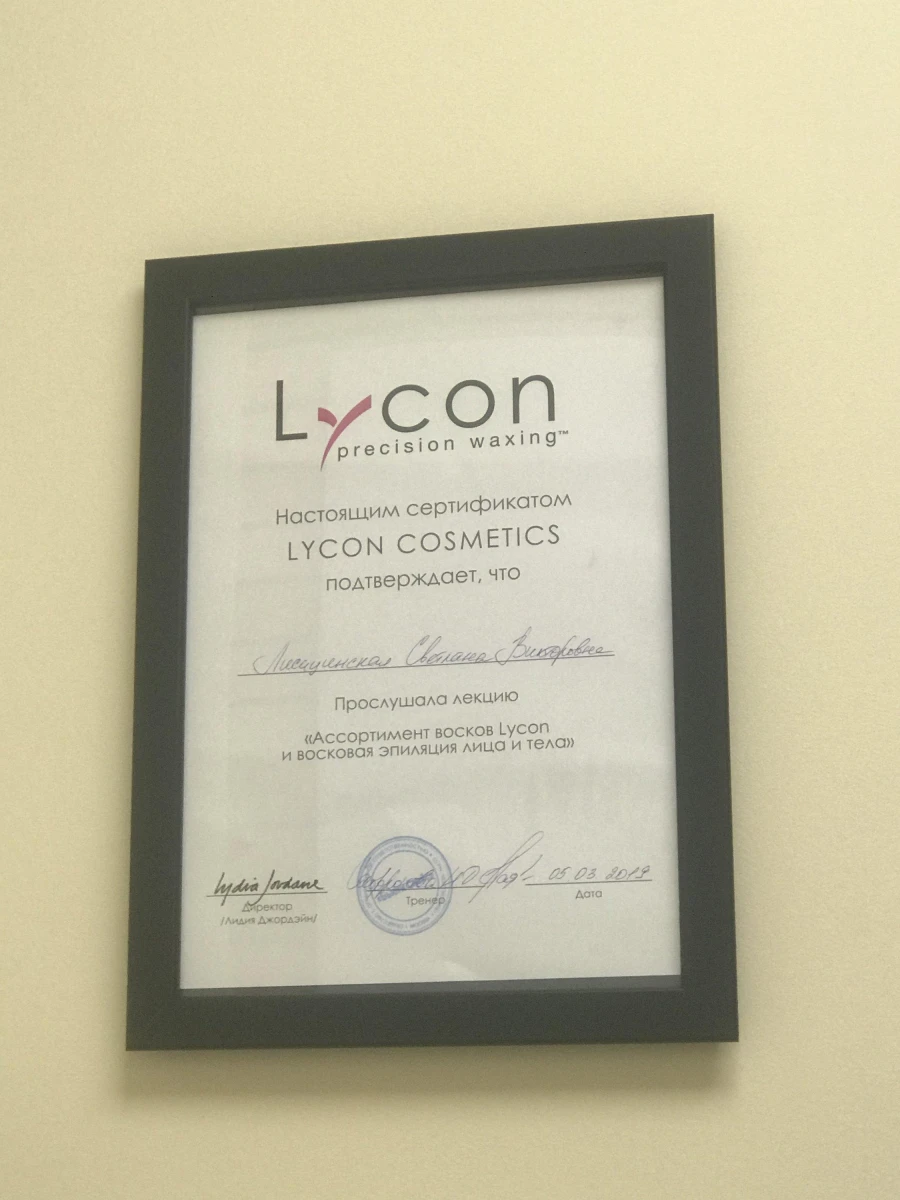 Lycon
precision waxing™
Настоящим сертификатом
LYCON COSMETICS
подтверждает, что
Светлана Викторовна
Прослушала лекцию
«Ассортимент восков Lycon
и восковая эпиляция лица и тела»
Lydia Jordane
05 03 2019
Директор
Тренер
Дата
/Лидия Джордэйн/